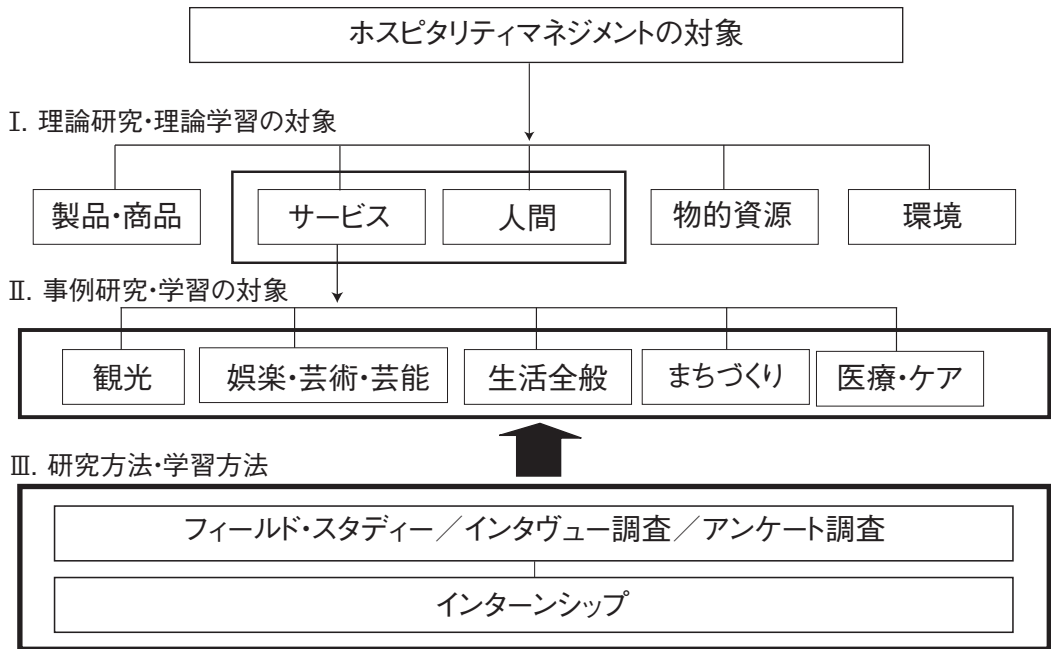 ホスピタリティマネジメントの対象
Ⅰ. 理論研究・理論学習の対象
製品・商品
サービス
人間
物的資源
環境
Ⅱ. 事例研究・学習の対象
観光
娯楽・芸術・芸能
生活全般
まちづくり
医療・ケア
Ⅲ. 研究方法・学習方法
フィールド・スタディー／インタヴュー調査／アンケート調査
インターンシップ